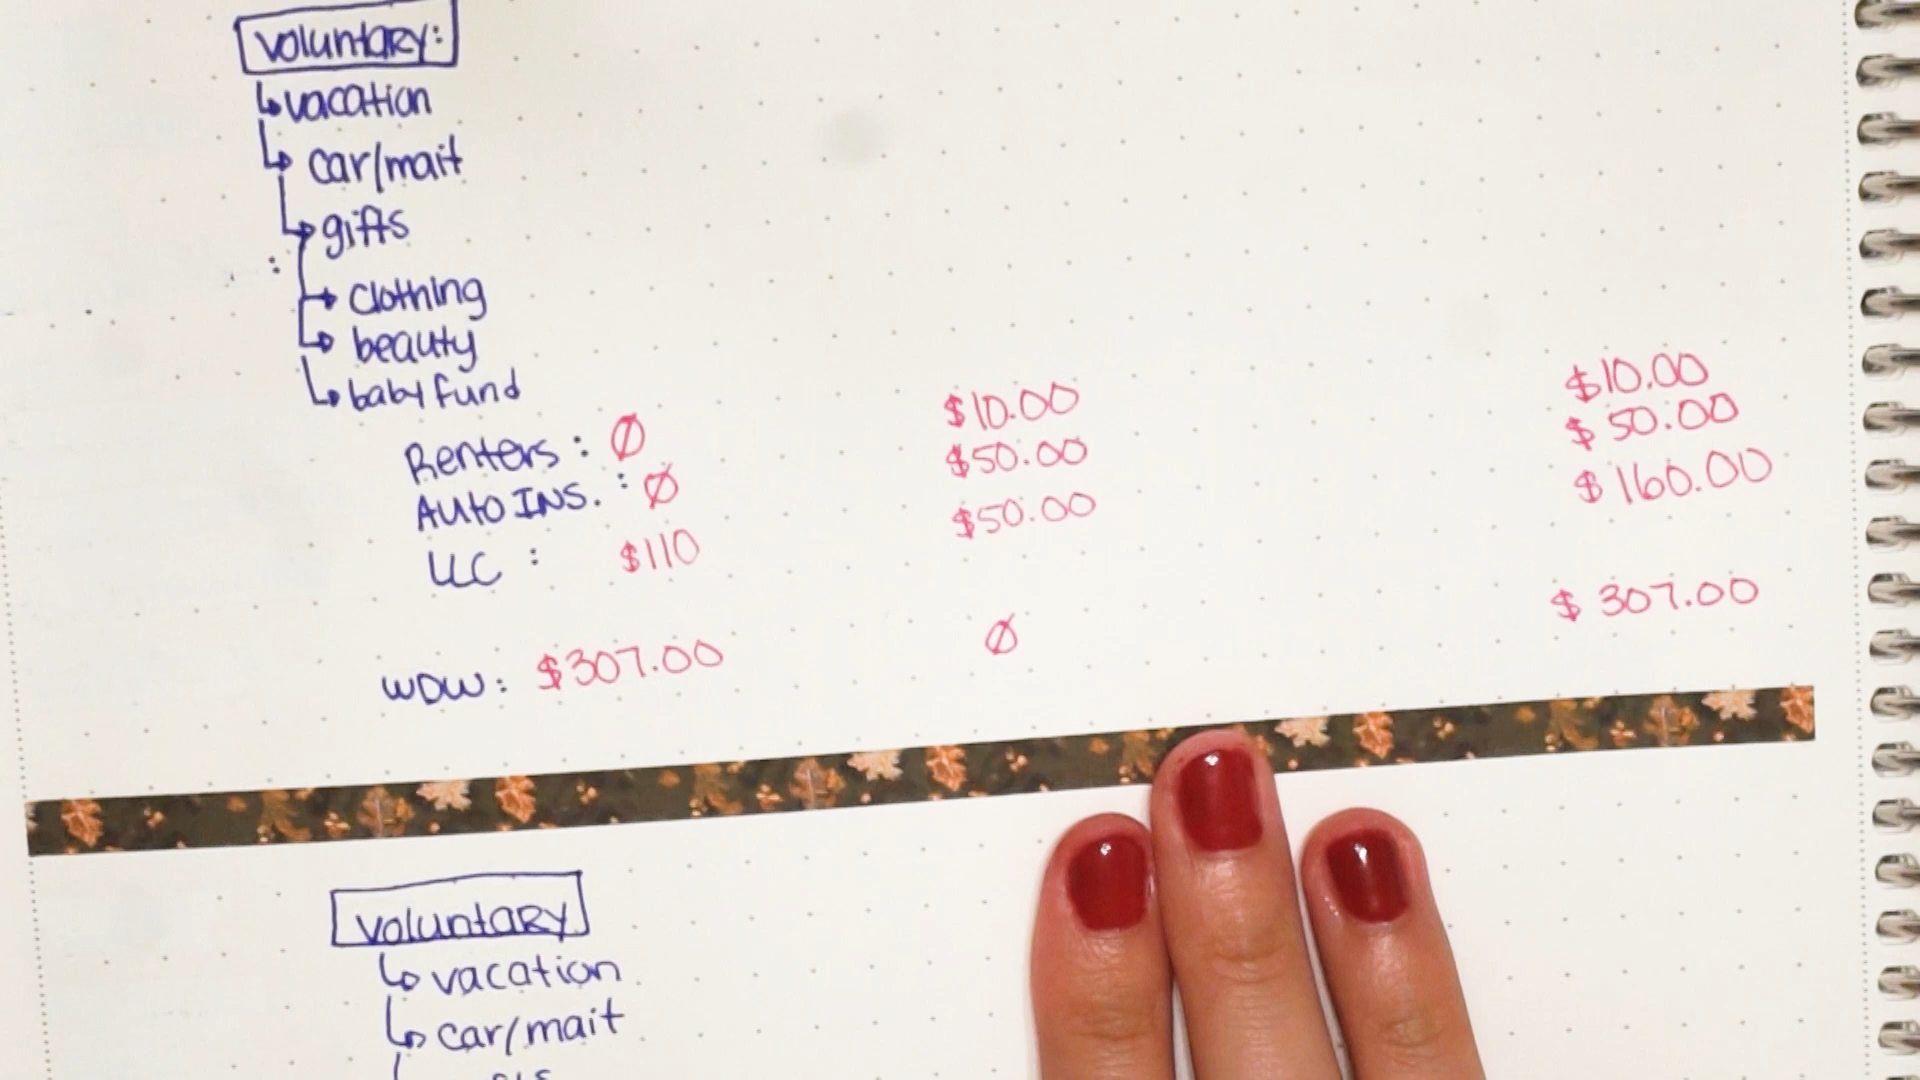 voluntary:
↳ vacation
↳ car/mait
↳ gifts
↳ clothing
↳ beauty
↳ baby fund
Renters : Ø $10.00 $10.00
Auto INS. : Ø $50.00 $50.00
LLC : $110 $50.00 $160.00
WDW: $307.00 Ø $307.00
voluntary
↳ vacation
↳ car/mait